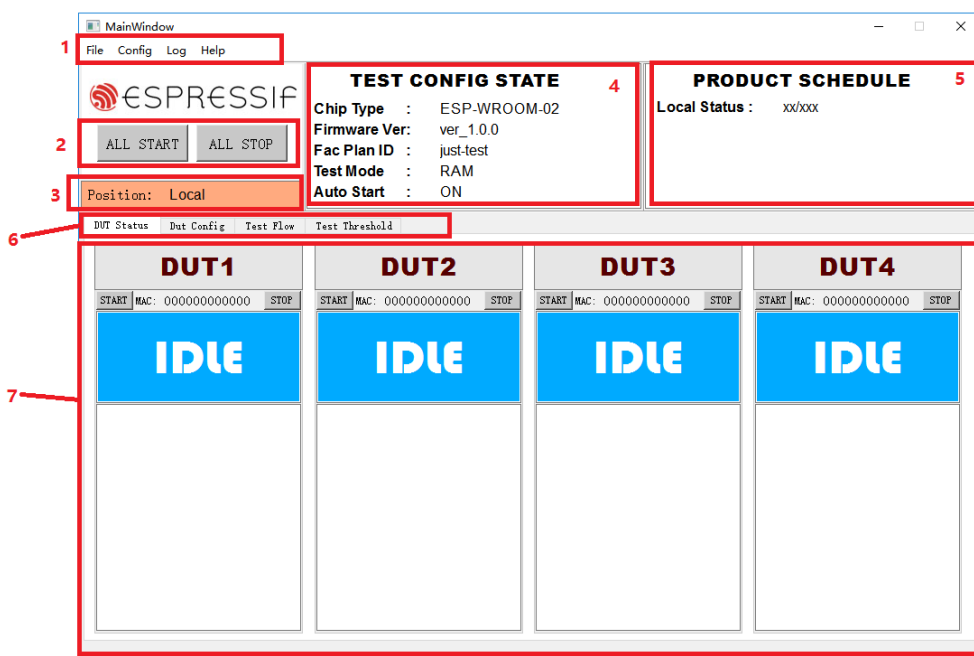 MainWindow
1
File Config Log Help
ESPRESSIF
2
ALL START ALL STOP
3
Position: Local
TEST CONFIG STATE
4
Chip Type : ESP-WROOM-02
Firmware Ver: ver_1.0.0
Fac Plan ID : just-test
Test Mode : RAM
Auto Start : ON
PRODUCT SCHEDULE
5
Local Status : xx/xxx
6
DUT Status Dut Config Test Flow Test Threshold
7
DUT1 DUT2 DUT3 DUT4
START MAC: 000000000000 STOP START MAC: 000000000000 STOP START MAC: 000000000000 STOP START MAC: 000000000000 STOP
IDLE IDLE IDLE IDLE